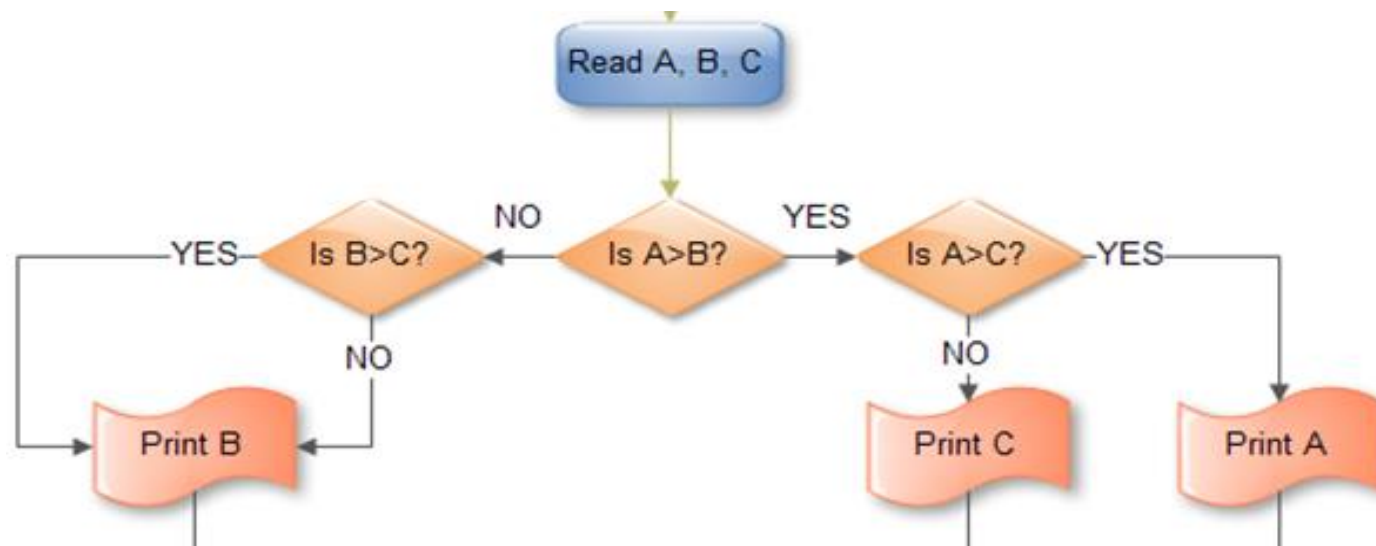 Read A, B, C
NO
YES
YES
Is B>C?
Is A>B?
Is A>C?
YES
NO
NO
Print B
Print C
Print A